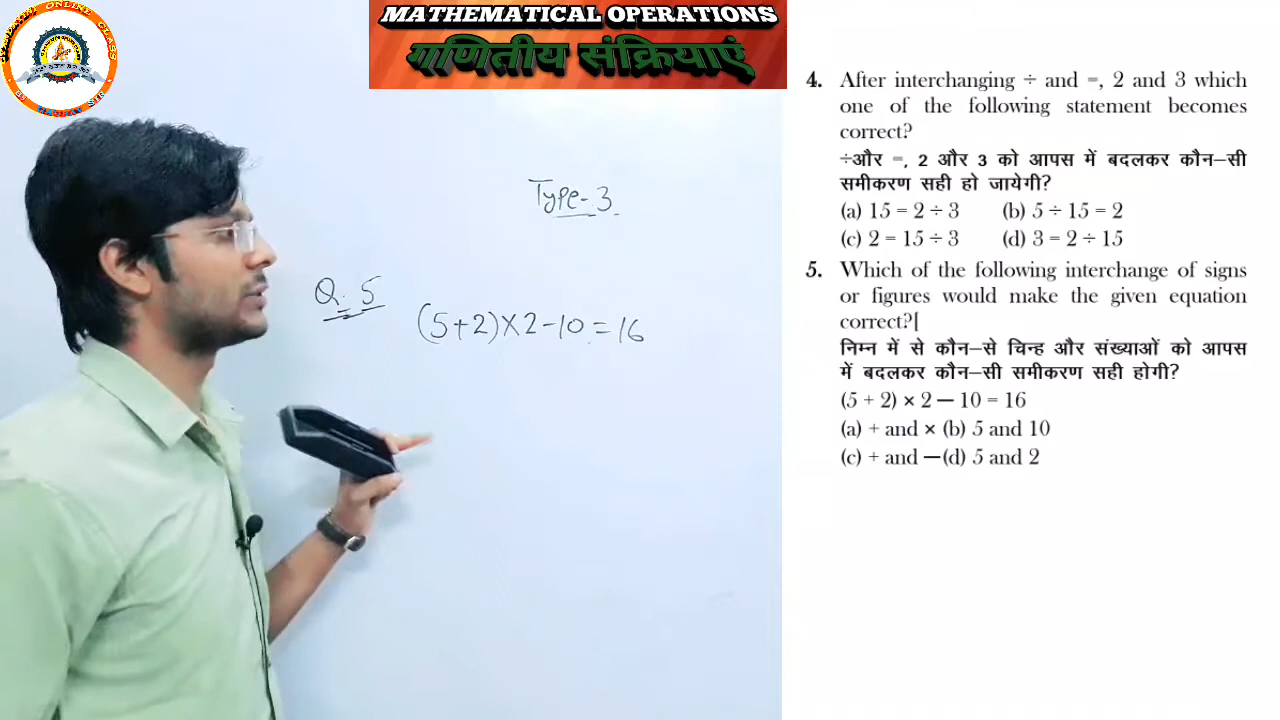 ONLINE CLASS
MATHEMATICAL OPERATIONS
गणितीय संक्रियाएं
Type-3.
Q. 5
(5+2)×2-10=16
4. After interchanging ÷ and =, 2 and 3 which
one of the following statement becomes
correct?
÷और =, 2 और 3 को आपस में बदलकर कौन–सी
समीकरण सही हो जायेगी?
(a) 15 = 2 ÷ 3 (b) 5 ÷ 15 = 2
(c) 2 = 15 ÷ 3 (d) 3 = 2 ÷ 15
5. Which of the following interchange of signs
or figures would make the given equation
correct?[
निम्न में से कौन–से चिन्ह और संख्याओं को आपस
में बदलकर कौन–सी समीकरण सही होगी?
(5 + 2) × 2 — 10 = 16
(a) + and × (b) 5 and 10
(c) + and —(d) 5 and 2